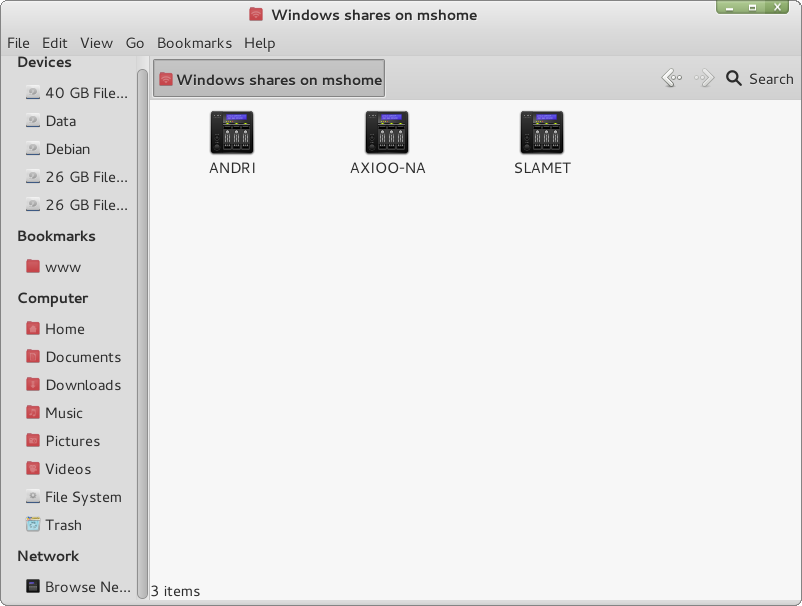 Windows shares on mshome
File Edit View Go Bookmarks Help
Devices
40 GB File...
Data
Debian
26 GB File...
26 GB File...
Bookmarks
www
Computer
Home
Documents
Downloads
Music
Pictures
Videos
File System
Trash
Network
Browse Ne...
Windows shares on mshome
Search
ANDRI AXIOO-NA SLAMET
3 items